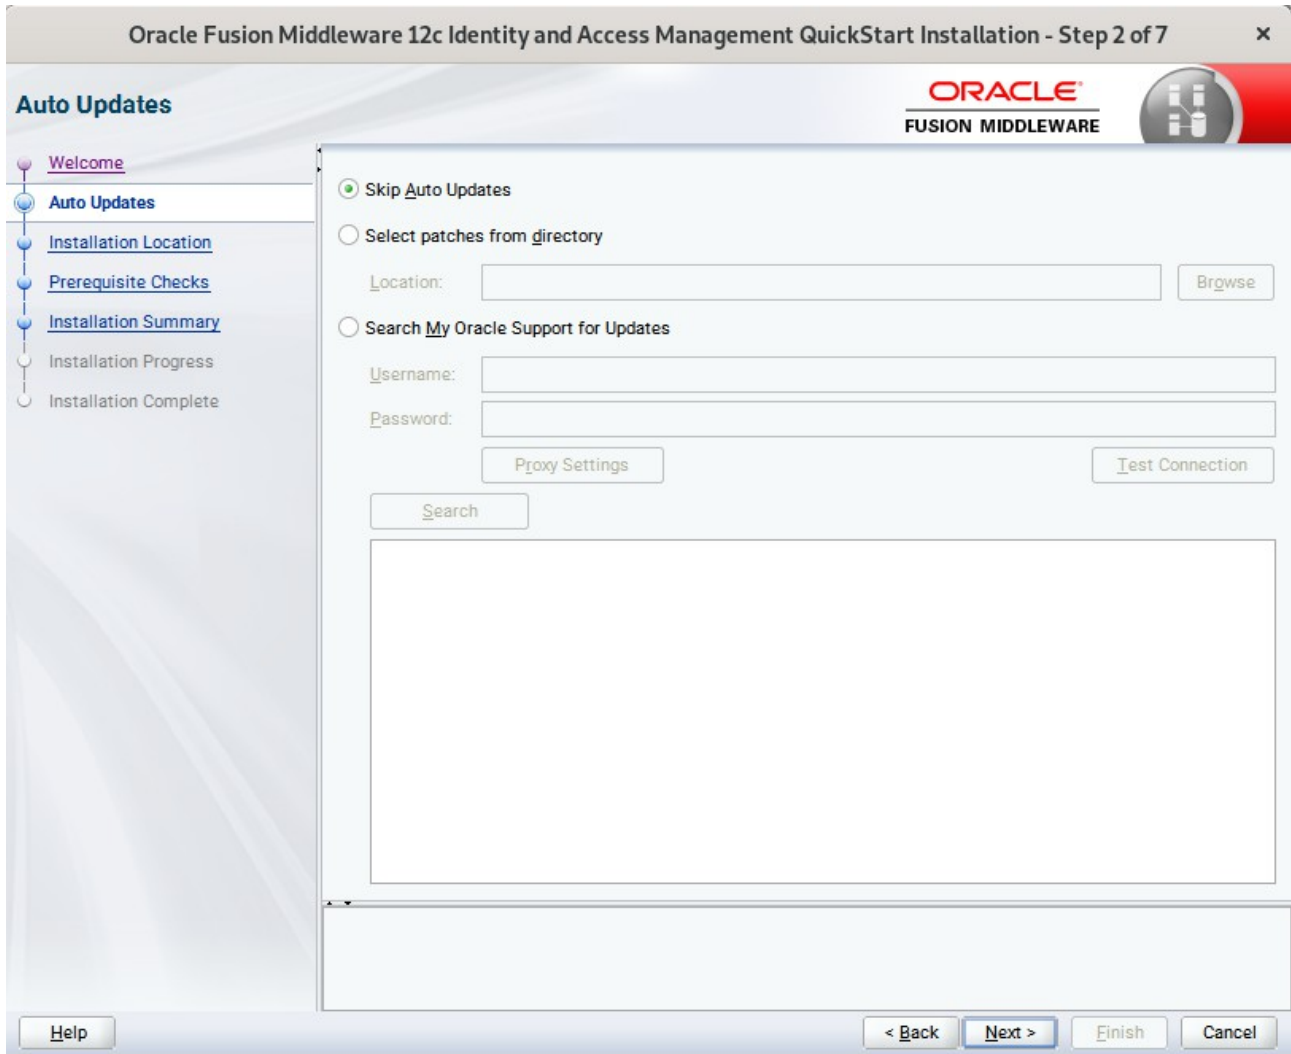 Oracle Fusion Middleware 12c Identity and Access Management QuickStart Installation - Step 2 of 7
Auto Updates
ORACLE
FUSION MIDDLEWARE
Welcome
Auto Updates
Installation Location
Prerequisite Checks
Installation Summary
Installation Progress
Installation Complete
Skip Auto Updates
Select patches from directory
Location:
Browse
Search My Oracle Support for Updates
Username:
Password:
Proxy Settings
Test Connection
Search
Help
< Back
Next >
Finish
Cancel